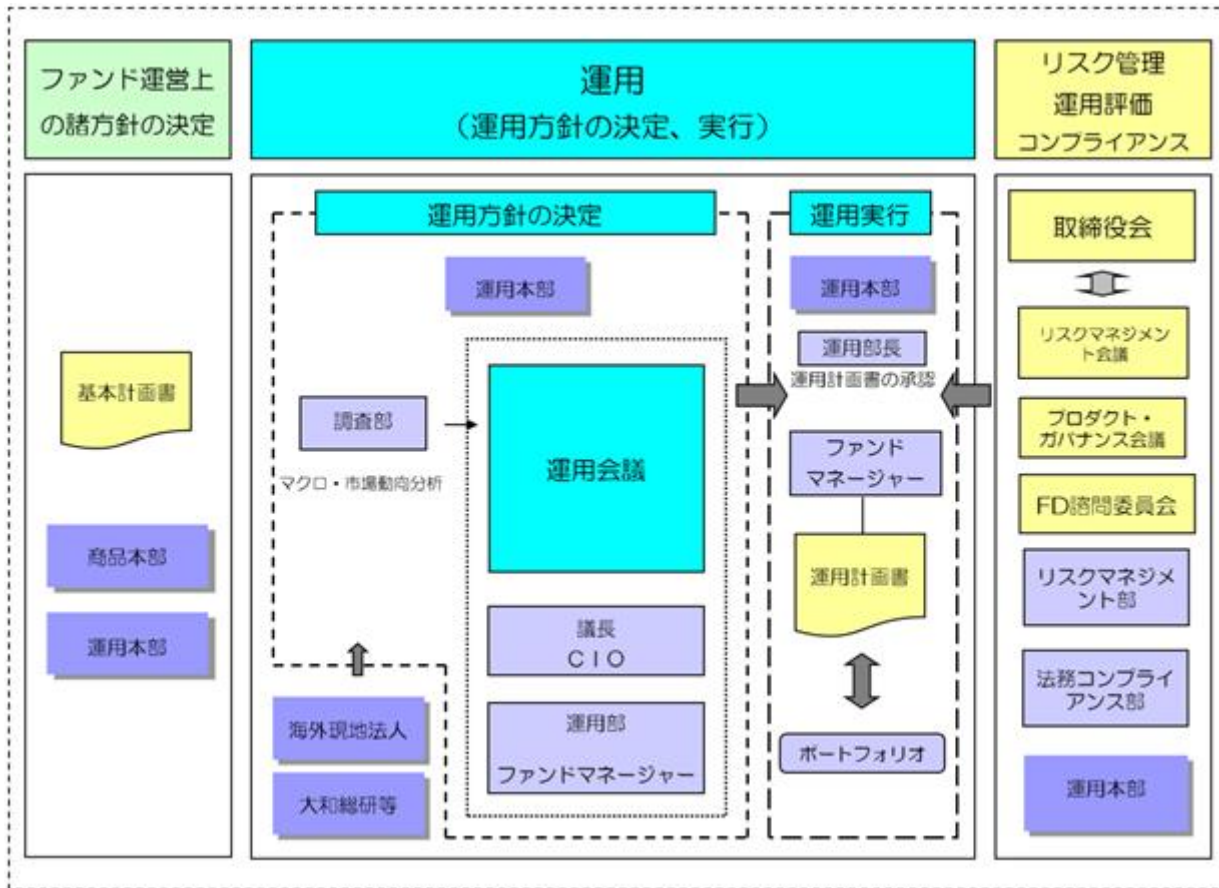 ファンド運営上
の諸方針の決定
運用
（運用方針の決定、実行）
リスク管理
運用評価
コンプライアンス
基本計画書
商品本部
運用本部
運用方針の決定
運用本部
調査部
マクロ・市場動向分析
運用会議
議長
ＣＩＯ
運用部
ファンドマネージャー
海外現地法人
大和総研等
運用実行
運用本部
運用部長
運用計画書の承認
ファンド
マネージャー
運用計画書
ポートフォリオ
取締役会
リスクマネジメン
ト会議
プロダクト・
ガバナンス会議
FD諮問委員会
リスクマネジメ
ント部
法務コンプライ
アンス部
運用本部